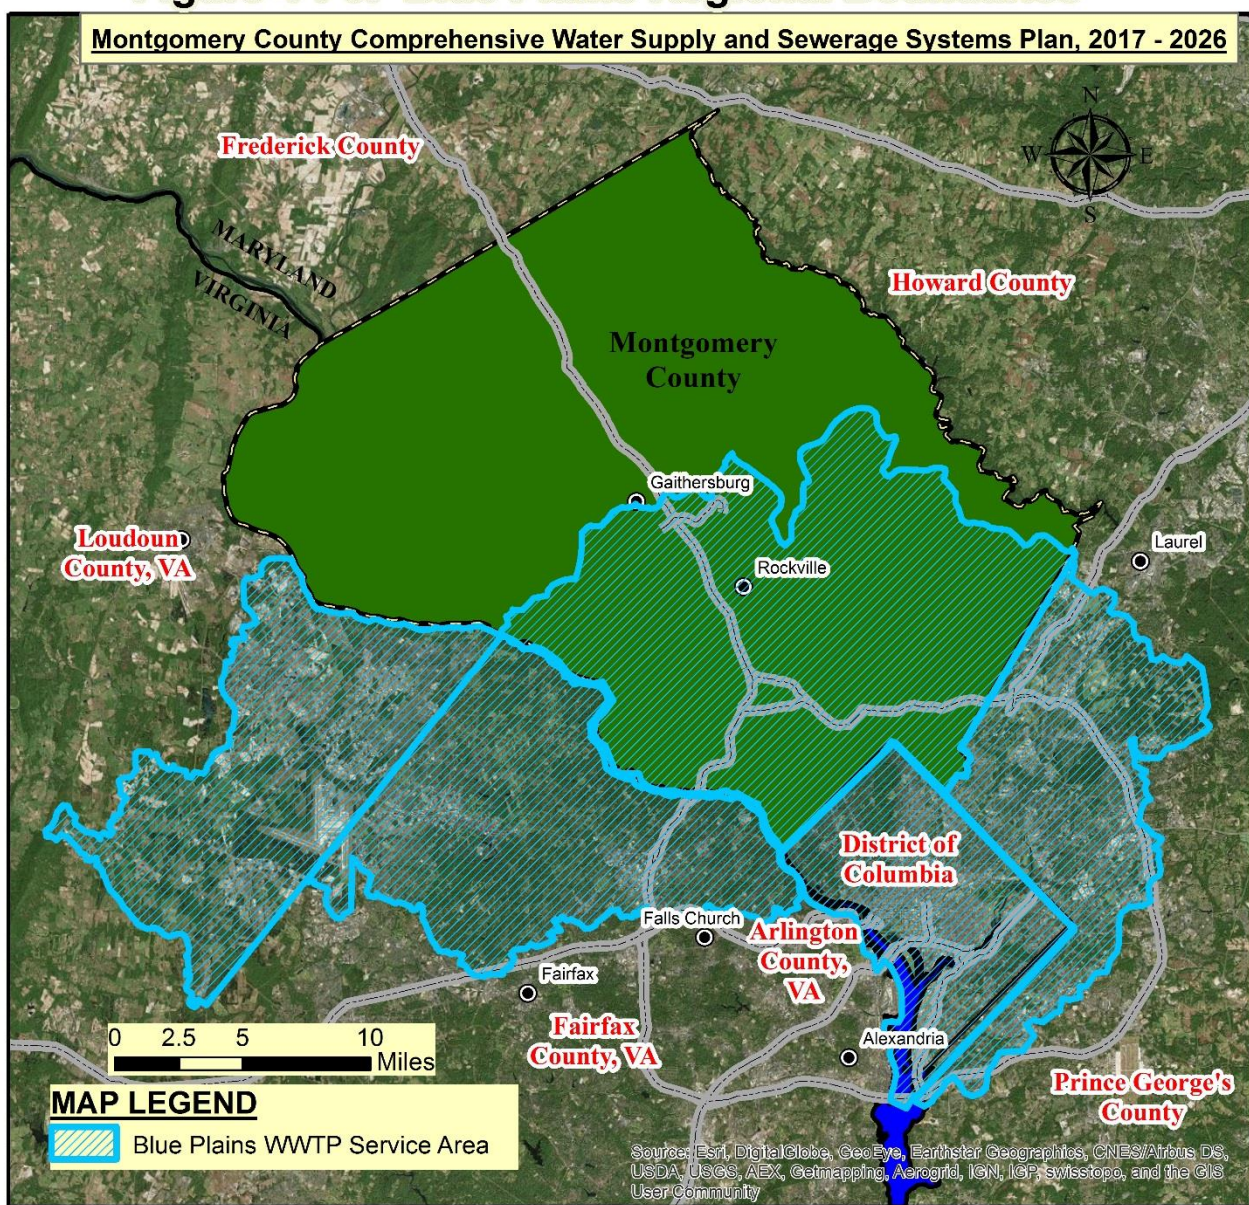 Montgomery County Comprehensive Water Supply and Sewerage Systems Plan, 2017 - 2026
N
W E
S
Frederick County
MARYLAND
VIRGINIA
Howard County
Montgomery
County
Gaithersburg
Loudoun
County, VA
Laurel
Rockville
District of
Columbia
Falls Church
Arlington
County,
VA
Fairfax
Fairfax
County, VA
Alexandria
Prince George's
County
0 2.5 5 10
Miles
MAP LEGEND
Blue Plains WWTP Service Area
Source: Esri, DigitalGlobe, GeoEye, Earthstar Geographics, CNES/Airbus DS,
USDA, USGS, AEX, Getmapping, Aerogrid, IGN, IGP, swisstopo, and the GIS
User Community